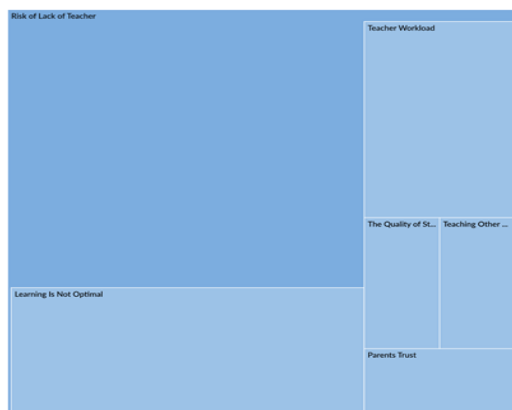 Risk of Lack of Teacher
Teacher Workload
The Quality of St...
Teaching Other ...
Learning Is Not Optimal
Parents Trust